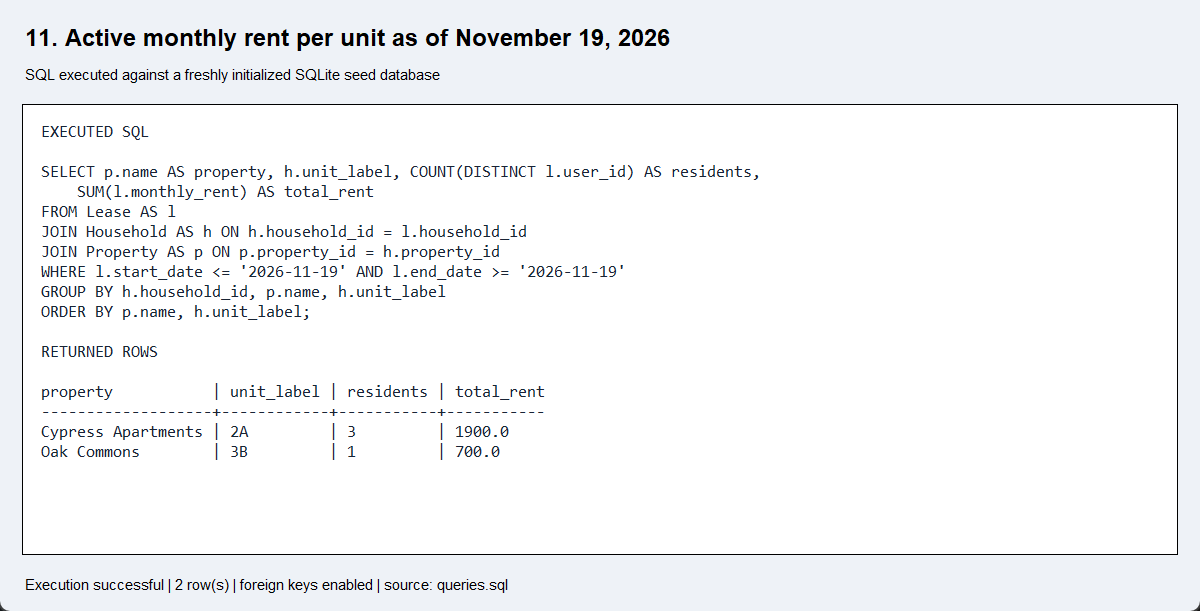 11. Active monthly rent per unit as of November 19, 2026
SQL executed against a freshly initialized SQLite seed database
EXECUTED SQL
SELECT p.name AS property, h.unit_label, COUNT(DISTINCT l.user_id) AS residents,
    SUM(l.monthly_rent) AS total_rent
FROM Lease AS l
JOIN Household AS h ON h.household_id = l.household_id
JOIN Property AS p ON p.property_id = h.property_id
WHERE l.start_date <= '2026-11-19' AND l.end_date >= '2026-11-19'
GROUP BY h.household_id, p.name, h.unit_label
ORDER BY p.name, h.unit_label;
RETURNED ROWS
property           | unit_label | residents | total_rent
-------------------+------------+-----------+-----------
Cypress Apartments | 2A         | 3         | 1900.0
Oak Commons        | 3B         | 1         | 700.0
Execution successful | 2 row(s) | foreign keys enabled | source: queries.sql